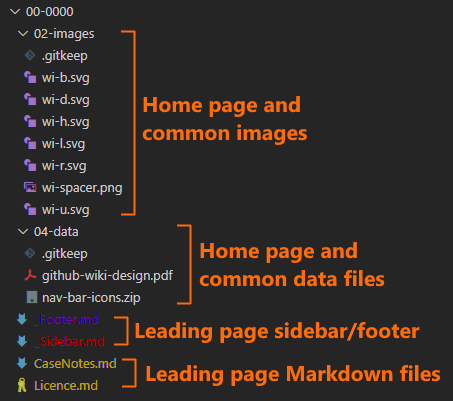 00-0000
02-images
.gitkeep
wi-b.svg
wi-d.svg
wi-h.svg
wi-l.svg
wi-r.svg
wi-spacer.png
wi-u.svg
Home page and
common images
04-data
.gitkeep
github-wiki-design.pdf
nav-bar-icons.zip
Home page and
common data files
_Footer.md
_Sidebar.md
Leading page sidebar/footer
CaseNotes.md
Licence.md
Leading page Markdown files